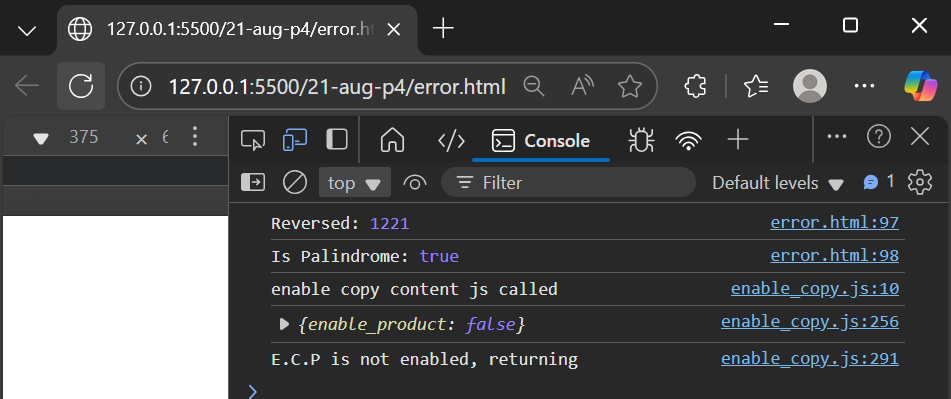 127.0.0.1:5500/21-aug-p4/error.ht
127.0.0.1:5500/21-aug-p4/error.html
375 × 6
Console
top
Filter
Default levels
1
Reversed: 1221 error.html:97
Is Palindrome: true error.html:98
enable copy content js called enable_copy.js:10
{enable_product: false} enable_copy.js:256
E.C.P is not enabled, returning enable_copy.js:291